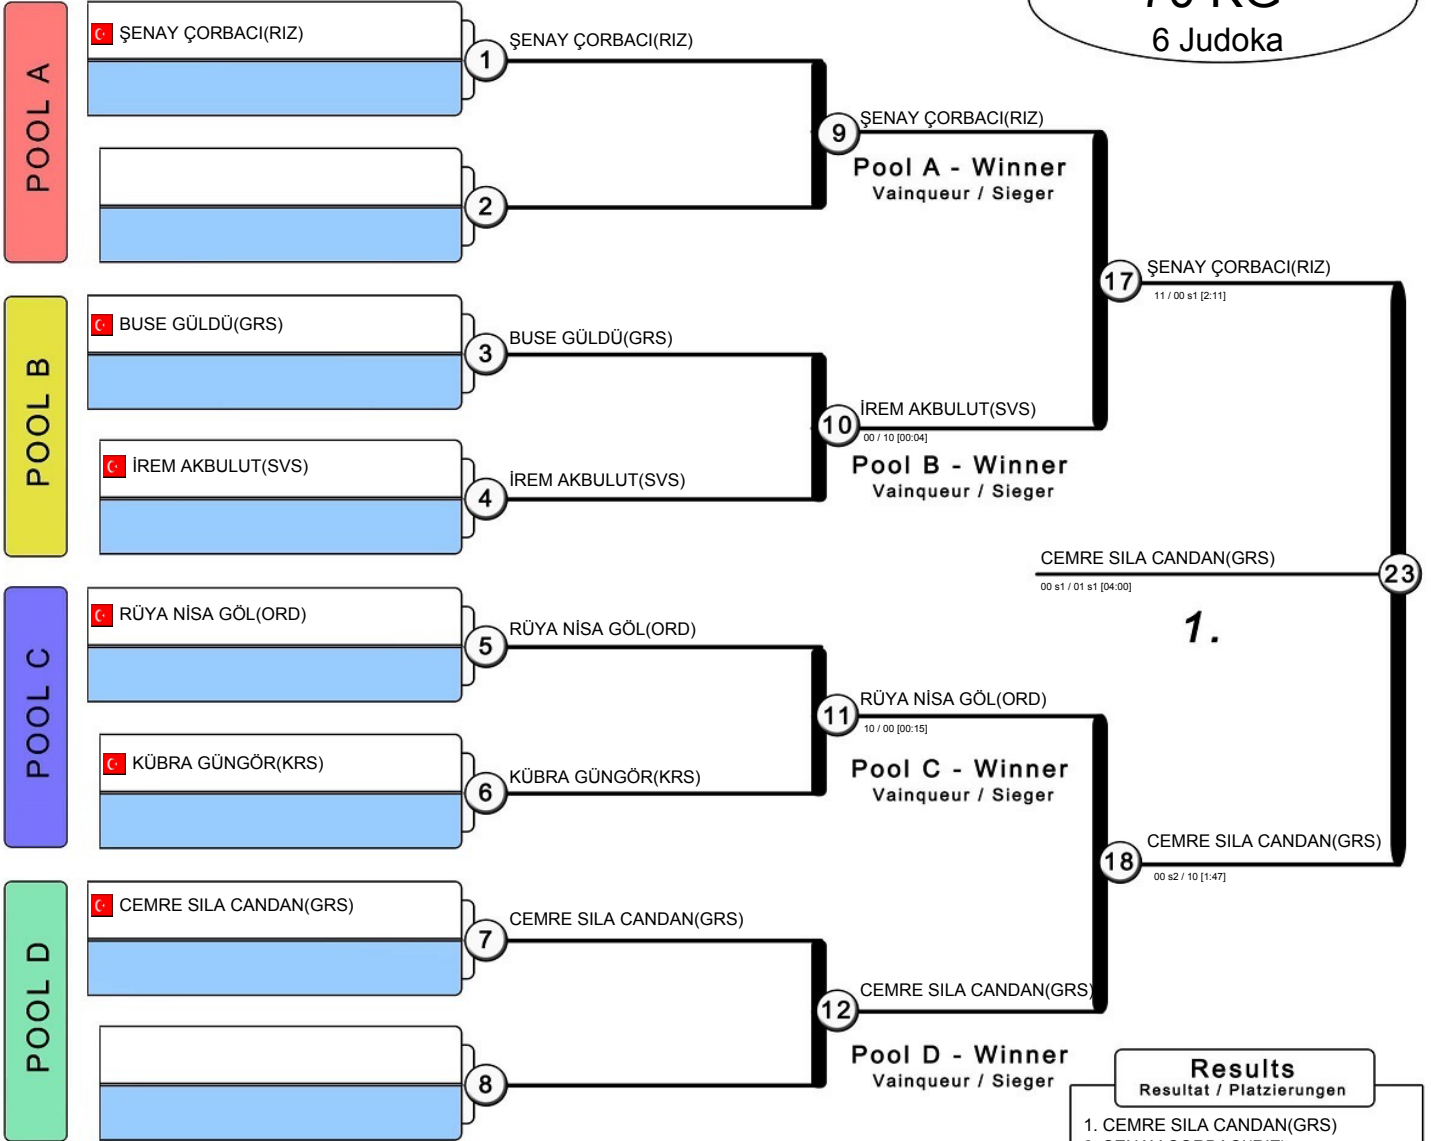 6 Judoka
POOL A
ŞENAY ÇORBACI(RIZ)
1
ŞENAY ÇORBACI(RIZ)
2
9
ŞENAY ÇORBACI(RIZ)
Pool A - Winner
Vainqueur / Sieger
POOL B
BUSE GÜLDÜ(GRS)
3
BUSE GÜLDÜ(GRS)
İREM AKBULUT(SVS)
4
İREM AKBULUT(SVS)
10
İREM AKBULUT(SVS)
00 / 10 [00:04]
Pool B - Winner
Vainqueur / Sieger
17
ŞENAY ÇORBACI(RIZ)
11 / 00 s1 [2:11]
CEMRE SILA CANDAN(GRS)
00 s1 / 01 s1 [04:00]
23
1.
POOL C
RÜYA NİSA GÖL(ORD)
5
RÜYA NİSA GÖL(ORD)
KÜBRA GÜNGÖR(KRS)
6
KÜBRA GÜNGÖR(KRS)
11
RÜYA NİSA GÖL(ORD)
10 / 00 [00:15]
Pool C - Winner
Vainqueur / Sieger
18
CEMRE SILA CANDAN(GRS)
00 s2 / 10 [1:47]
POOL D
CEMRE SILA CANDAN(GRS)
7
CEMRE SILA CANDAN(GRS)
8
12
CEMRE SILA CANDAN(GRS)
Pool D - Winner
Vainqueur / Sieger
Results
Resultat / Platzierungen
1. CEMRE SILA CANDAN(GRS)